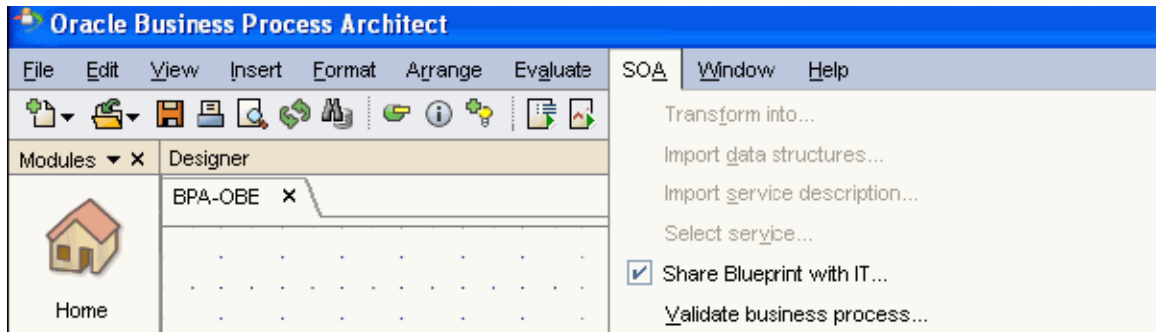 Oracle Business Process Architect
File Edit View Insert Format Arrange Evaluate SOA Window Help
Transform into...
Modules Designer
Import data structures...
BPA-OBE
Import service description...
Select service...
Share Blueprint with IT...
Home
Validate business process...